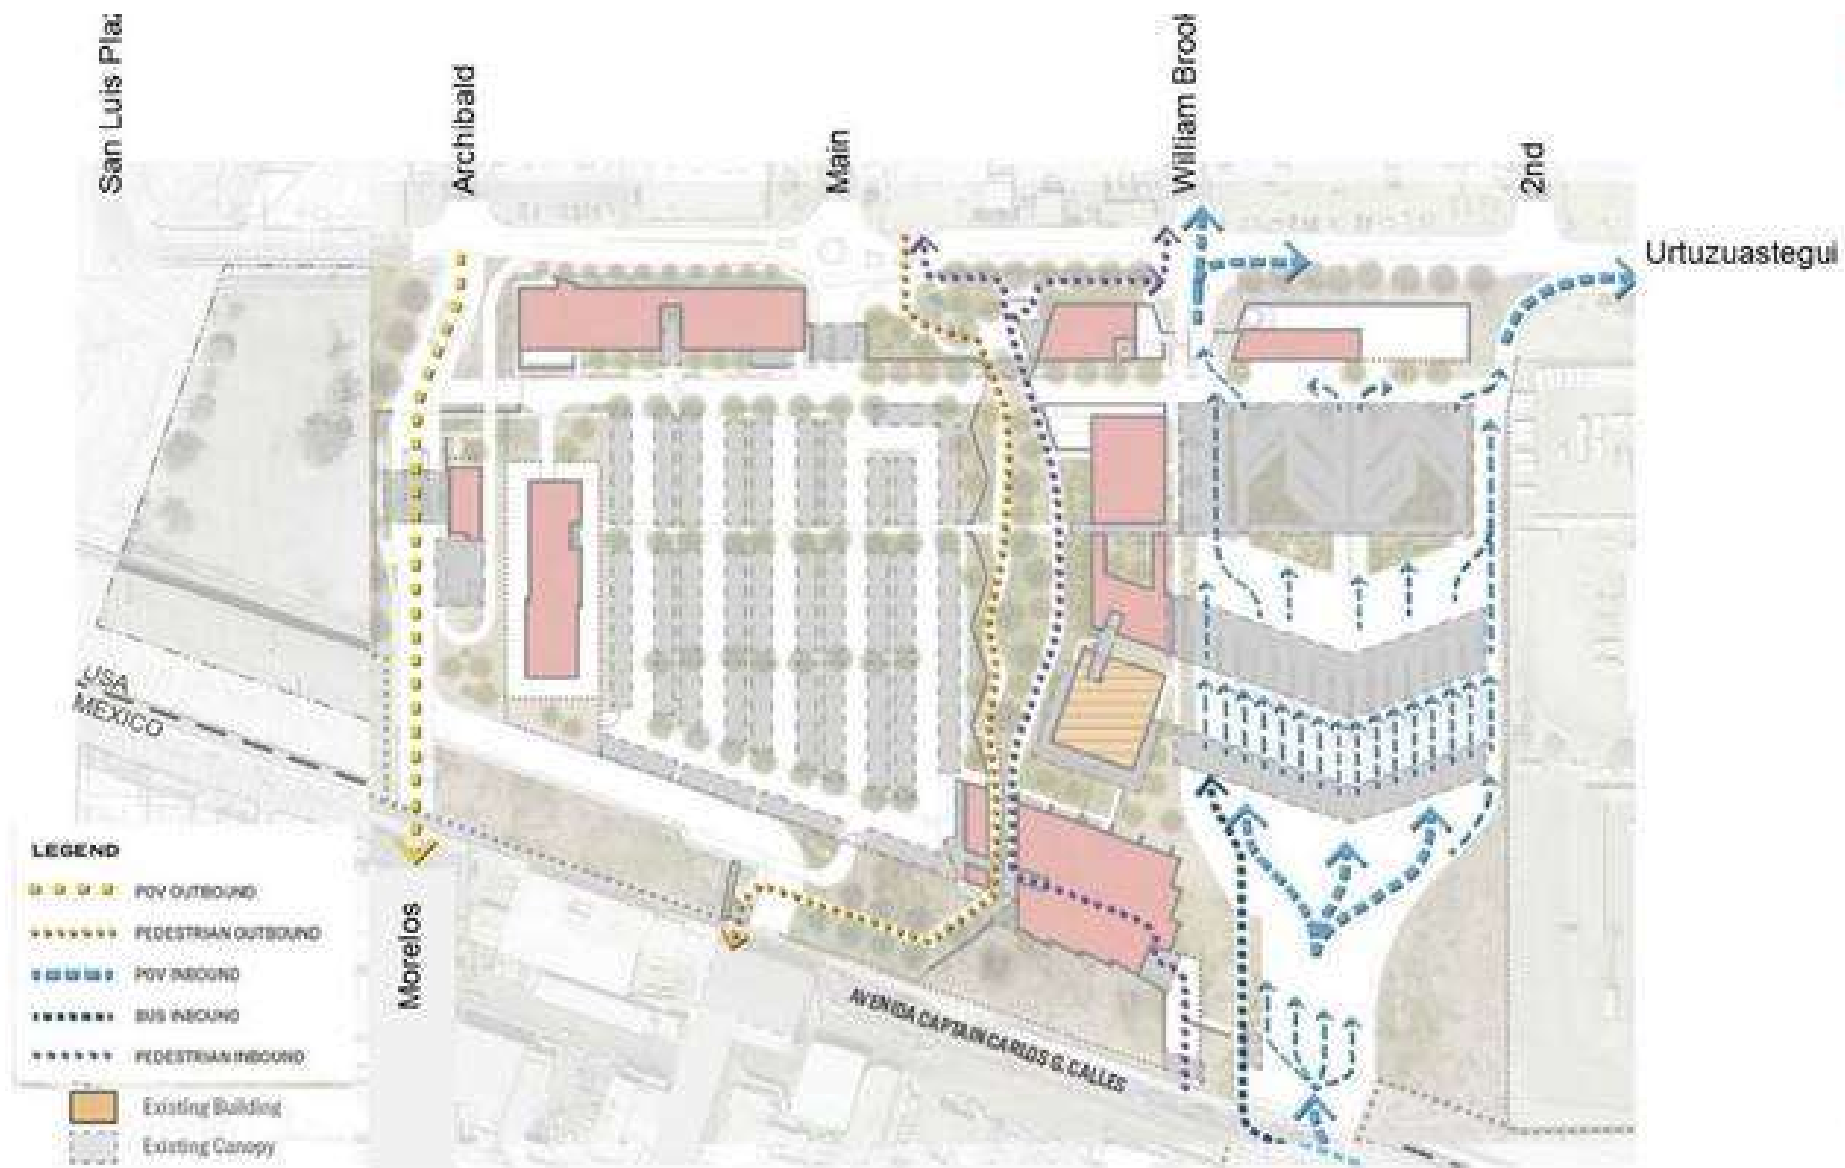 San Luis Pla
Archibald
Main
William Brook
2nd
Urtuzuastegui
USA
MEXICO
LEGEND
POV OUTBOUND
PEDESTRIAN OUTBOUND
POV INBOUND
BUS INBOUND
PEDESTRIAN INBOUND
Existing Building
Existing Canopy
Morelos
AVENIDA CAPTAIN CARLOS G. CALLES